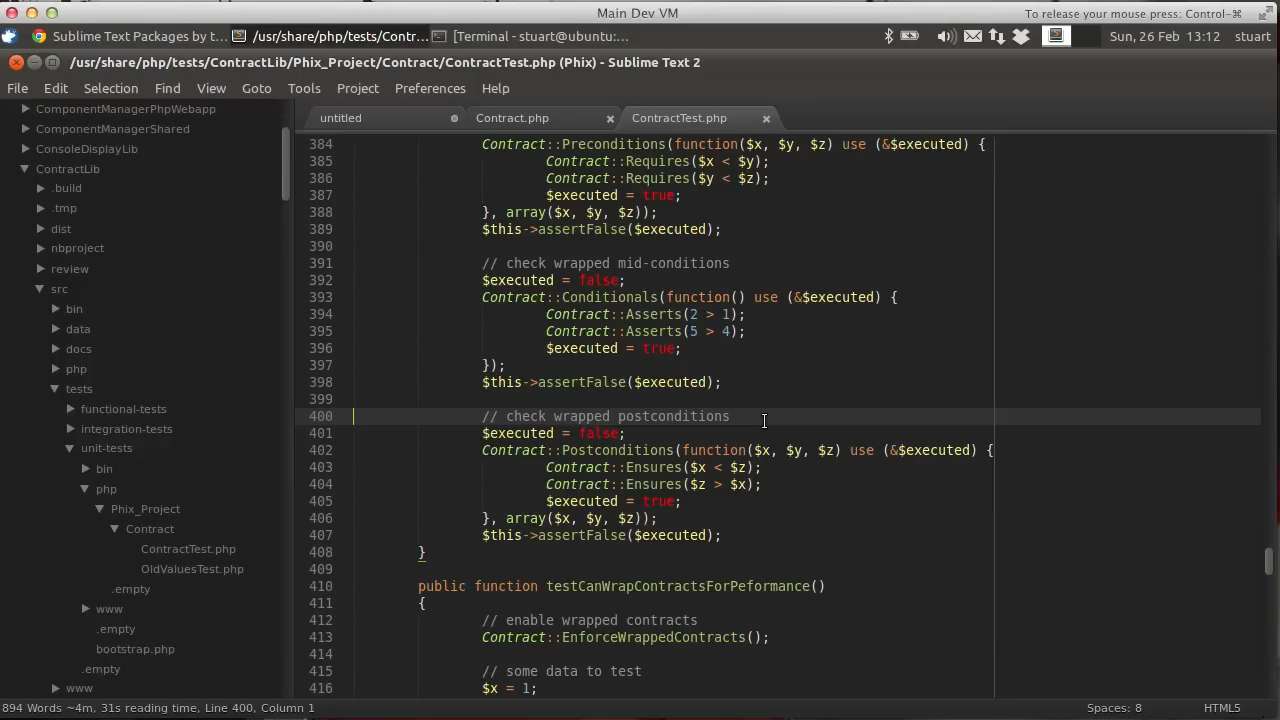 Main Dev VM
To release your mouse press: Control-⌘
Sublime Text Packages by t...
/usr/share/php/tests/Contr...
[Terminal - stuart@ubuntu:...
Sun, 26 Feb 13:12 stuart
/usr/share/php/tests/ContractLib/Phix_Project/Contract/ContractTest.php (Phix) - Sublime Text 2
File Edit Selection Find View Goto Tools Project Preferences Help
ComponentManagerPhpWebapp
ComponentManagerShared
ConsoleDisplayLib
ContractLib
.build
.tmp
dist
nbproject
review
src
bin
data
docs
php
tests
functional-tests
integration-tests
unit-tests
bin
php
Phix_Project
Contract
ContractTest.php
OldValuesTest.php
.empty
www
.empty
bootstrap.php
.empty
www
untitled
Contract.php
ContractTest.php
384 Contract::Preconditions(function($x, $y, $z) use (&$executed) {
385 Contract::Requires($x < $y);
386 Contract::Requires($y < $z);
387 $executed = true;
388 }, array($x, $y, $z));
389 $this->assertFalse($executed);
390
391 // check wrapped mid-conditions
392 $executed = false;
393 Contract::Conditionals(function() use (&$executed) {
394 Contract::Asserts(2 > 1);
395 Contract::Asserts(5 > 4);
396 $executed = true;
397 });
398 $this->assertFalse($executed);
399
400 // check wrapped postconditions
401 $executed = false;
402 Contract::Postconditions(function($x, $y, $z) use (&$executed) {
403 Contract::Ensures($x < $z);
404 Contract::Ensures($z > $x);
405 $executed = true;
406 }, array($x, $y, $z));
407 $this->assertFalse($executed);
408 }
409
410 public function testCanWrapContractsForPeformance()
411 {
412 // enable wrapped contracts
413 Contract::EnforceWrappedContracts();
414
415 // some data to test
416 $x = 1;
894 Words ~4m, 31s reading time, Line 400, Column 1
Spaces: 8
HTML5